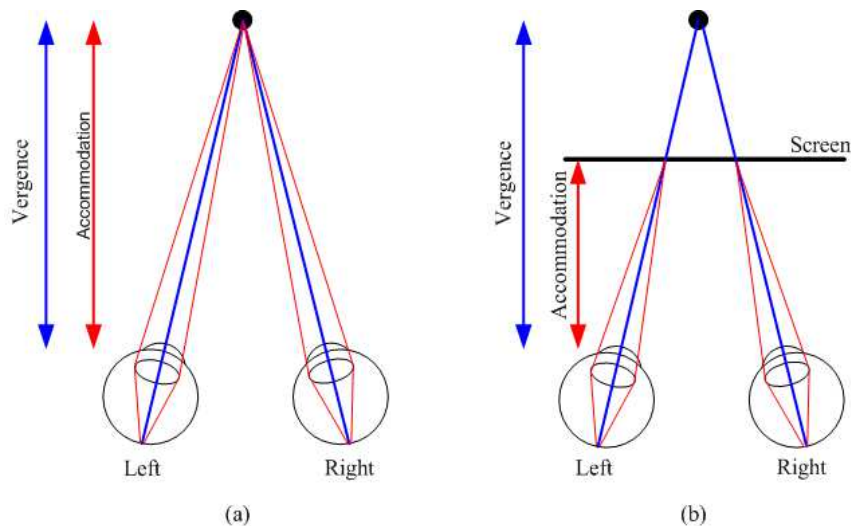 Vergence
Accommodation
Left
Right
(a)
Vergence
Accommodation
Screen
Left
Right
(b)